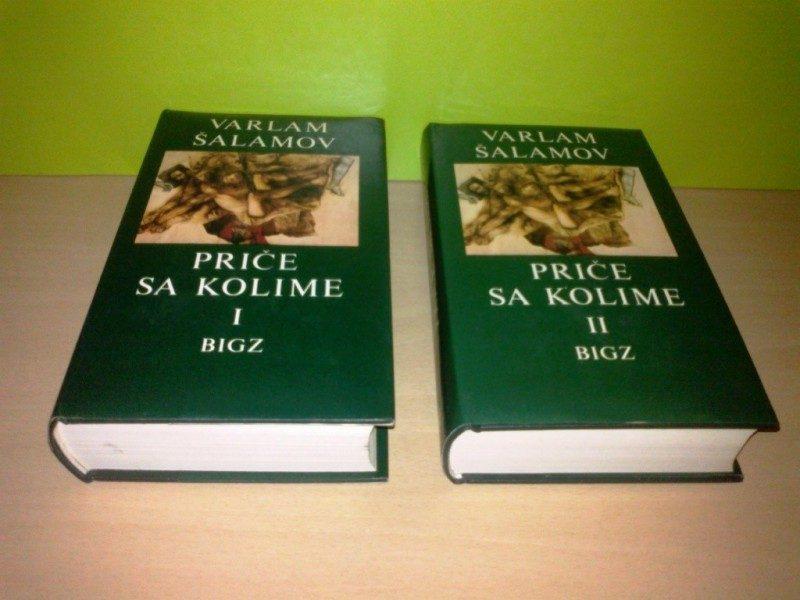 VARLAM
ŠALAMOV
PRIČE
SA KOLIME
I
BIGZ
VARLAM
ŠALAMOV
PRIČE
SA KOLIME
II
BIGZ